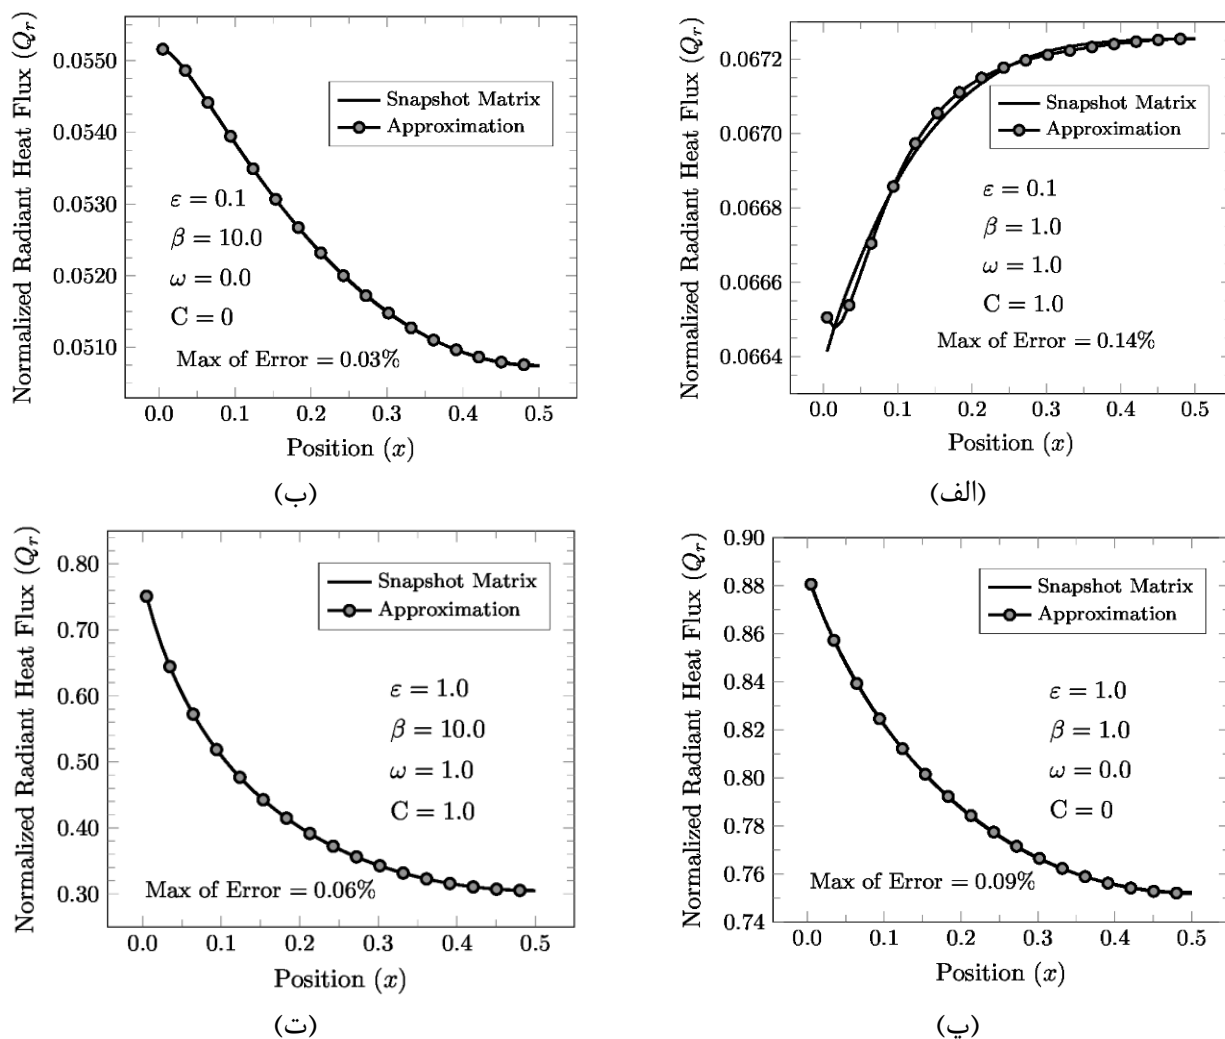 Normalized Radiant Heat Flux (Qr)
0.0550
0.0540
0.0530
0.0520
0.0510
Snapshot Matrix
Approximation
ε = 0.1
β = 10.0
ω = 0.0
C = 0
Max of Error = 0.03%
0.0 0.1 0.2 0.3 0.4 0.5
Position (x)
(ب)
Normalized Radiant Heat Flux (Qr)
0.0672
0.0670
0.0668
0.0666
0.0664
Snapshot Matrix
Approximation
ε = 0.1
β = 1.0
ω = 1.0
C = 1.0
Max of Error = 0.14%
0.0 0.1 0.2 0.3 0.4 0.5
Position (x)
(الف)
Normalized Radiant Heat Flux (Qr)
0.80
0.70
0.60
0.50
0.40
0.30
Snapshot Matrix
Approximation
ε = 1.0
β = 10.0
ω = 1.0
C = 1.0
Max of Error = 0.06%
0.0 0.1 0.2 0.3 0.4 0.5
Position (x)
(ت)
Normalized Radiant Heat Flux (Qr)
0.90
0.88
0.86
0.84
0.82
0.80
0.78
0.76
0.74
Snapshot Matrix
Approximation
ε = 1.0
β = 1.0
ω = 0.0
C = 0
Max of Error = 0.09%
0.0 0.1 0.2 0.3 0.4 0.5
Position (x)
(پ)